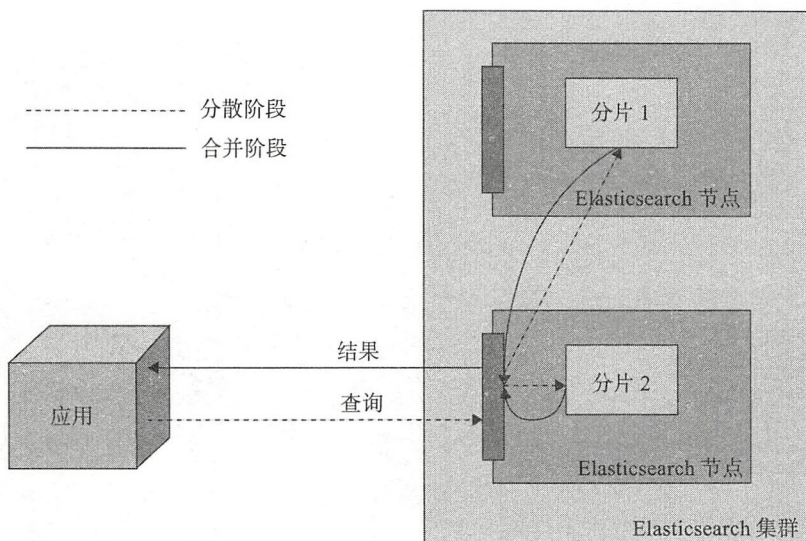 分散阶段
合并阶段
分片 1
Elasticsearch 节点
结果
查询
应用
分片 2
Elasticsearch 节点
Elasticsearch 集群